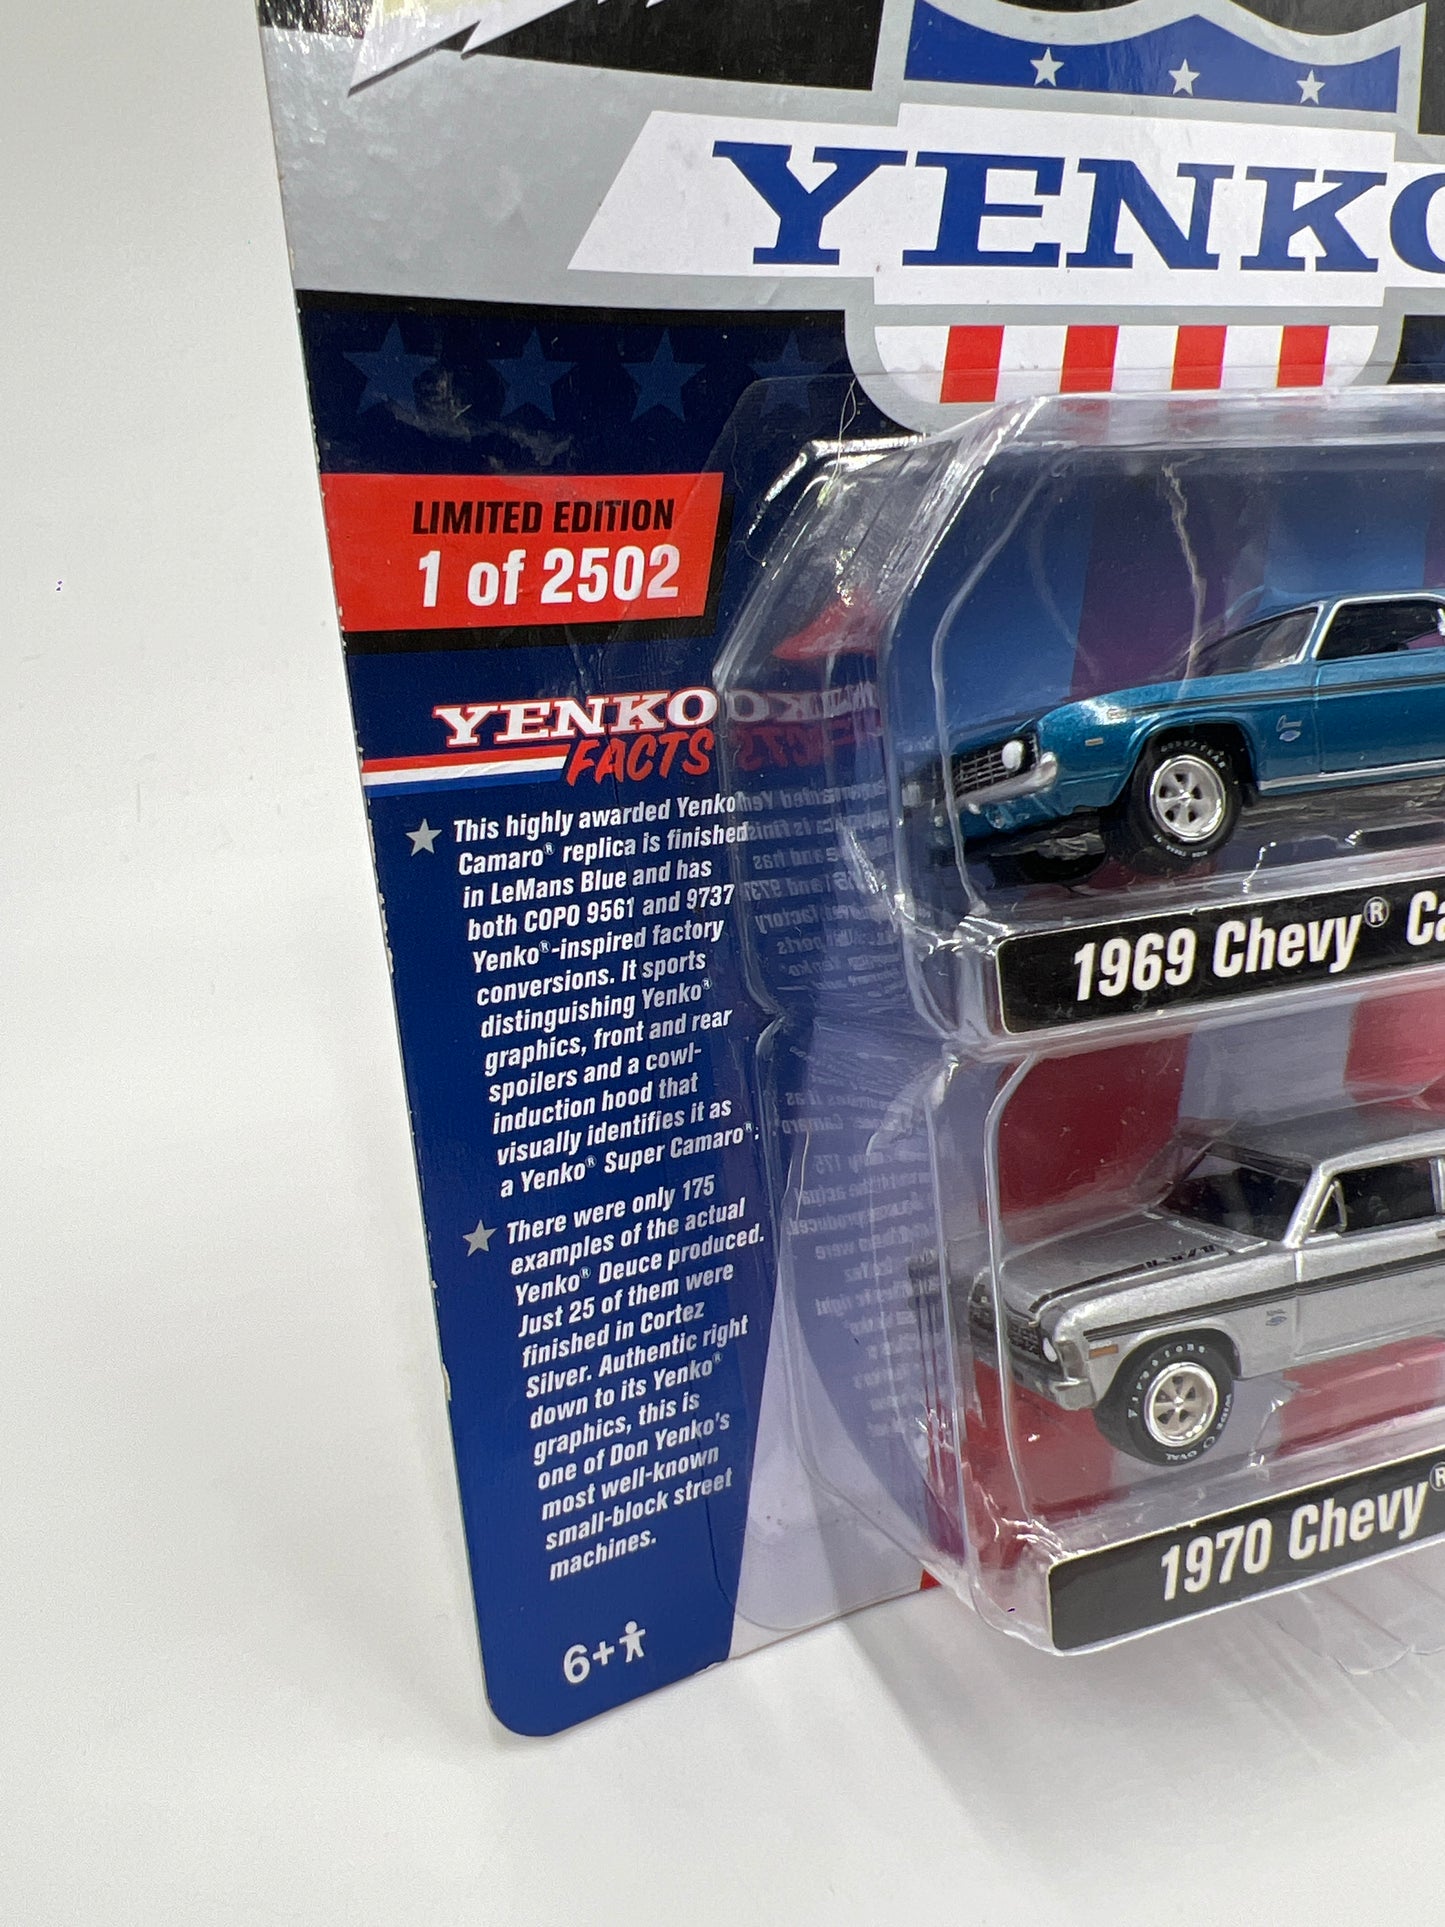 YENKO
LIMITED EDITION
1 of 2502
YENKO
FACTS
This highly awarded Yenko
Camaro® replica is finished
in LeMans Blue and has
both COPO 9561 and 9737
Yenko®-inspired factory
conversions. It sports
distinguishing Yenko®
graphics, front and rear
spoilers and a cowl-
induction hood that
visually identifies it as
a Yenko® Super Camaro®.
There were only 175
examples of the actual
Yenko® Deuce produced.
Just 25 of them were
finished in Cortez
Silver. Authentic right
down to its Yenko®
graphics, this is
one of Don Yenko's
most well-known
small-block street
machines.
6+
1969 Chevy® Ca
Firestone
WIDE OVAL
1970 Chevy®